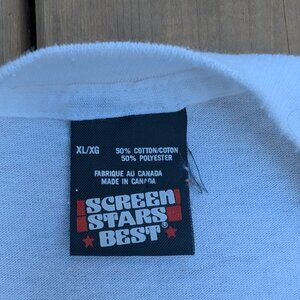 XL/XG
50% COTTON/COTON
50% POLYESTER
FABRIQUE AU CANADA
MADE IN CANADA
SCREEN
STARS
BEST®